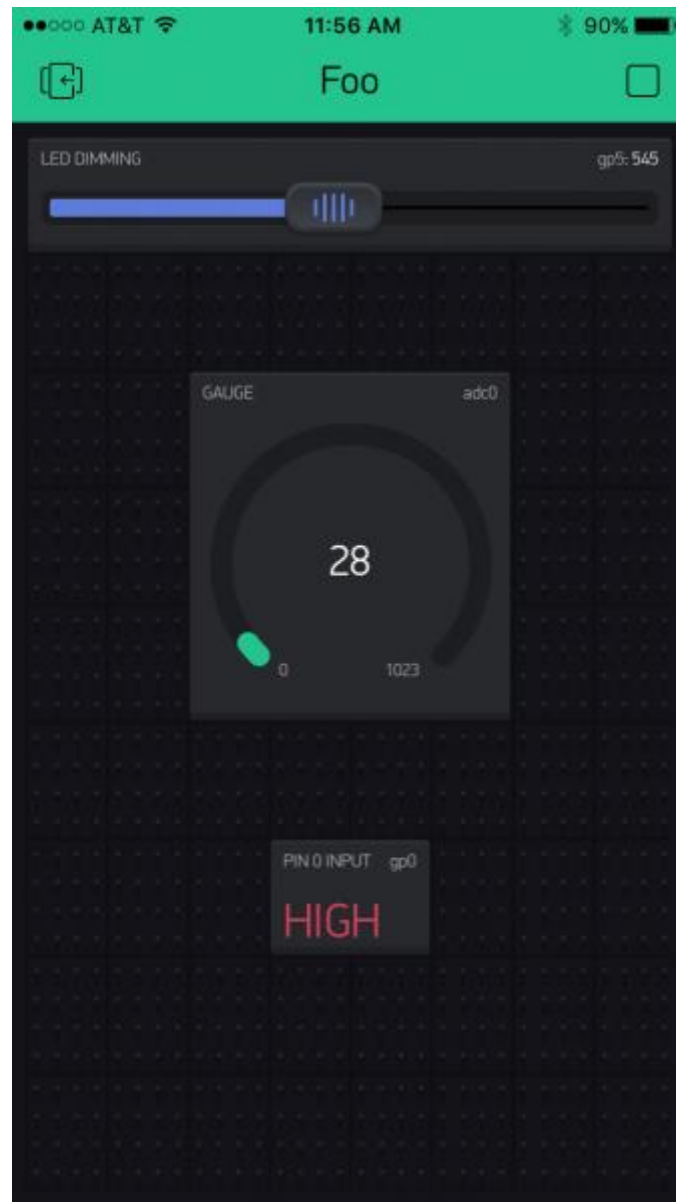 AT&T 11:56 AM 90%
Foo
LED DIMMING gp5: 545
GAUGE adc0
28
0 1023
PIN 0 INPUT gp0
HIGH